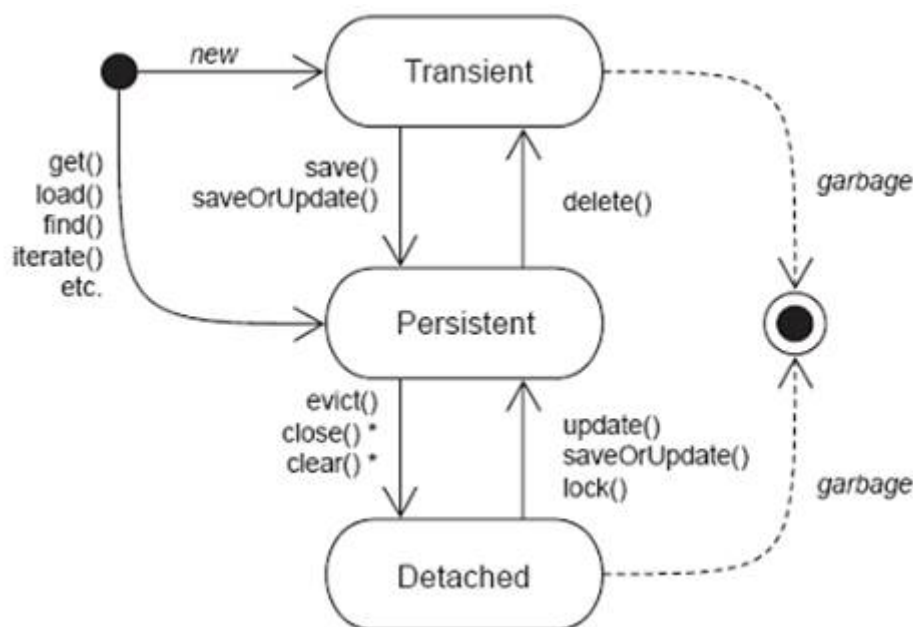 new
Transient
get()
load()
find()
iterate()
etc.
save()
saveOrUpdate()
delete()
garbage
Persistent
evict()
close() *
clear() *
update()
saveOrUpdate()
lock()
garbage
Detached